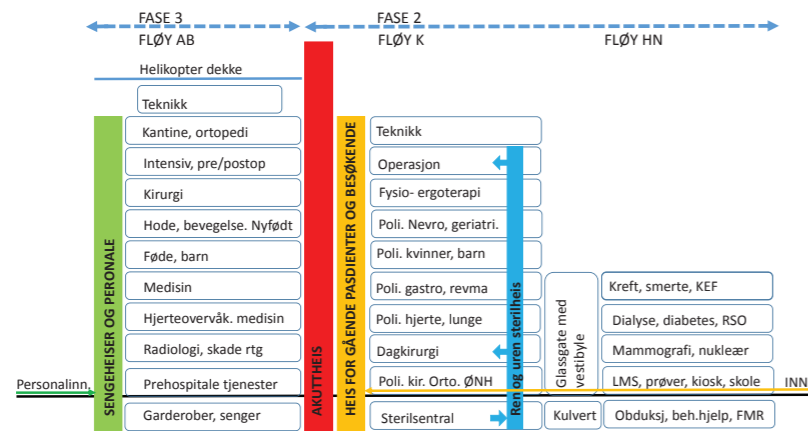 FASE 3
FASE 2
FLØY AB
FLØY K
FLØY HN
Helikopter dekke
Teknikk
Kantine, ortopedi
Intensiv, pre/postop
Kirurgi
Hode, bevegelse. Nyfødt
Føde, barn
Medisin
Hjerteovervåk. medisin
Radiologi, skade rtg
Prehospitale tjenester
Garderober, senger
SENGEHEISER OG PERONALE
AKUTTHEIS
HEIS FOR GÅENDE PASDIENTER OG BESØKENDE
Teknikk
Operasjon
Fysio- ergoterapi
Poli. Nevro, geriatri.
Poli. kvinner, barn
Poli. gastro, revma
Poli. hjerte, lunge
Dagkirurgi
Poli. kir. Orto. ØNH
Sterilsentral
Ren og uren sterilheis
Glassgate med
vestbyle
Kulvert
Kreft, smerte, KEF
Dialyse, diabetes, RSO
Mammografi, nukleær
LMS, prøver, kiosk, skole
Obduksj, beh.hjelp, FMR
Personalinn,
INN